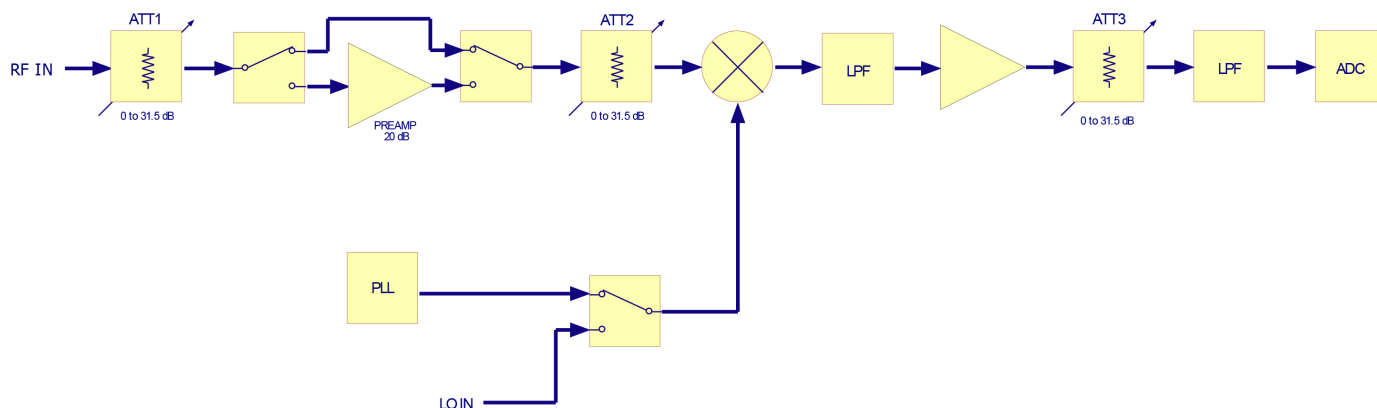 ATT1
ATT2
ATT3
RF IN
LPF
LPF
ADC
0 to 31.5 dB
PREAMP
20 dB
0 to 31.5 dB
0 to 31.5 dB
PLL
LO IN